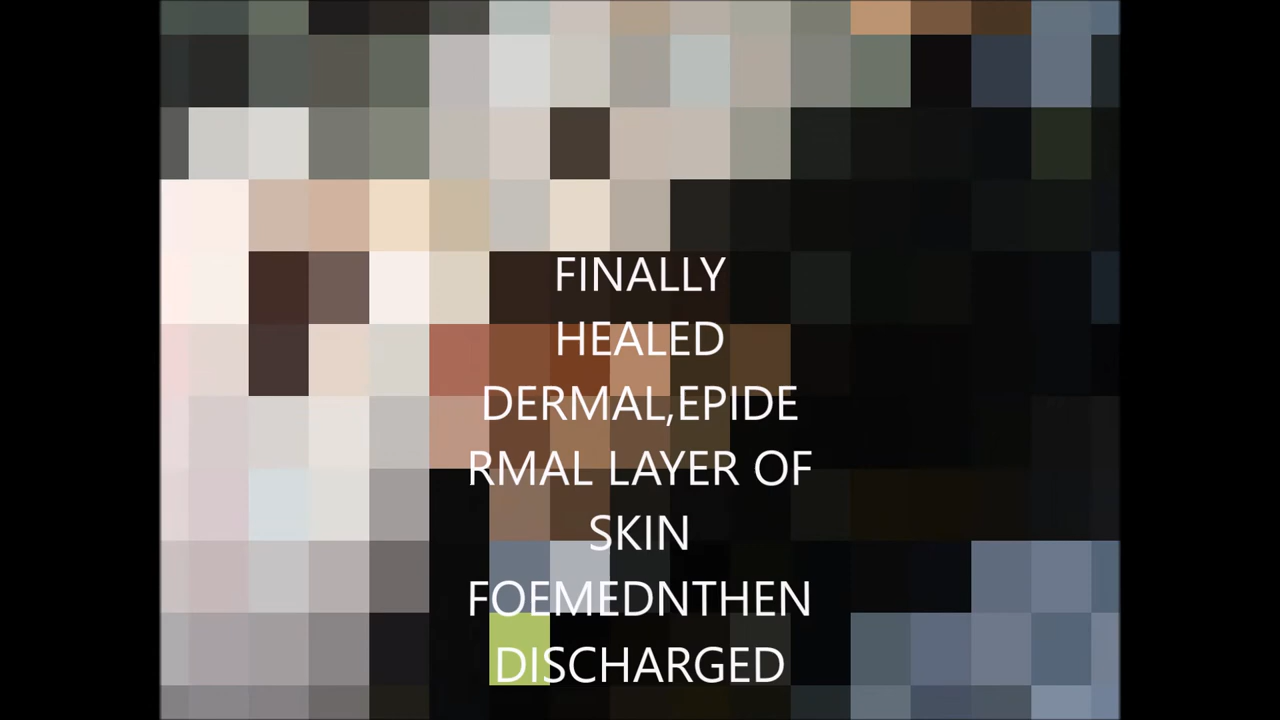 FINALLY
HEALED
DERMAL,EPIDE
RMAL LAYER OF
SKIN
FOEMEDNTHEN
DISCHARGED